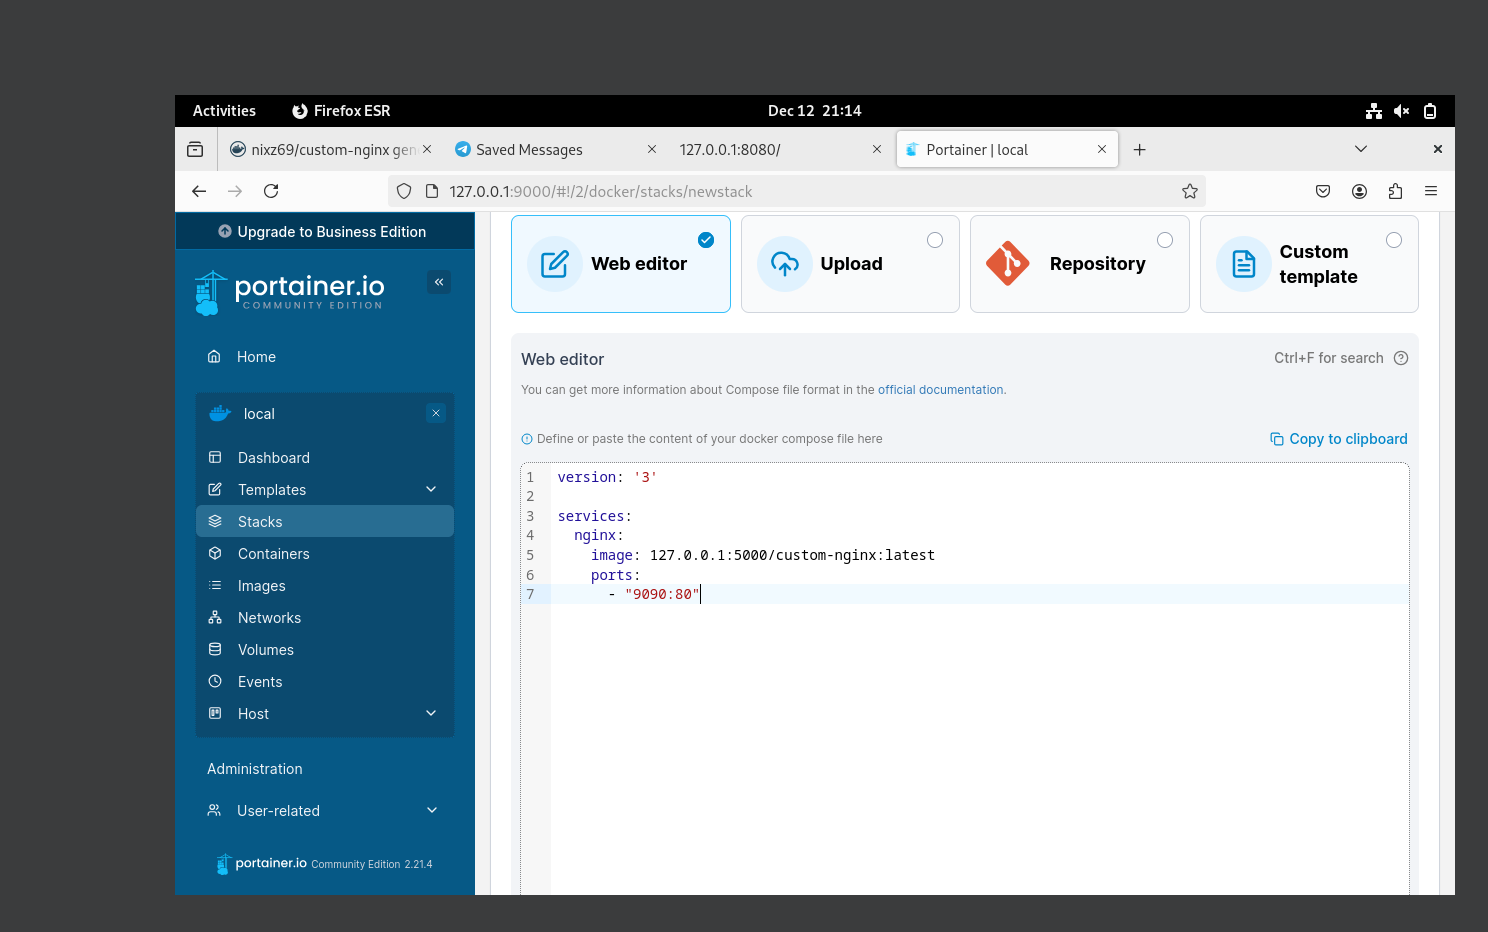 Activities Firefox ESR Dec 12 21:14
nixz69/custom-nginx gen Saved Messages 127.0.0.1:8080/ Portainer | local
127.0.0.1:9000/#!/2/docker/stacks/newstack
Upgrade to Business Edition
portainer.io
COMMUNITY EDITION
Home
local
Dashboard
Templates
Stacks
Containers
Images
Networks
Volumes
Events
Host
Administration
User-related
portainer.io Community Edition 2.21.4
Web editor
Upload
Repository
Custom
template
Web editor Ctrl+F for search
You can get more information about Compose file format in the official documentation.
Define or paste the content of your docker compose file here Copy to clipboard
1 version: '3'
2
3 services:
4 nginx:
5 image: 127.0.0.1:5000/custom-nginx:latest
6 ports:
7 - "9090:80"